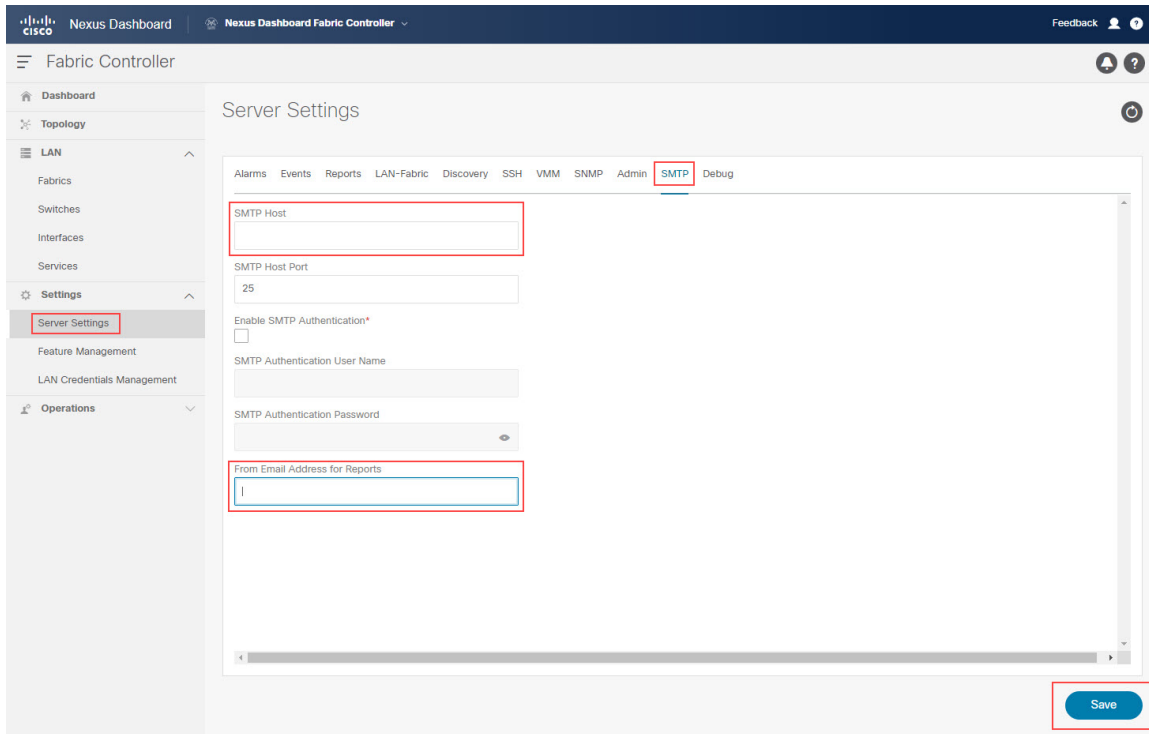 cisco
Nexus Dashboard
Nexus Dashboard Fabric Controller
Feedback
?
Fabric Controller
?
Dashboard
Topology
LAN
Fabrics
Switches
Interfaces
Services
Settings
Server Settings
Feature Management
LAN Credentials Management
Operations
Server Settings
Alarms Events Reports LAN-Fabric Discovery SSH VMM SNMP Admin SMTP Debug
SMTP Host
SMTP Host Port
25
Enable SMTP Authentication*
SMTP Authentication User Name
SMTP Authentication Password
From Email Address for Reports
Save